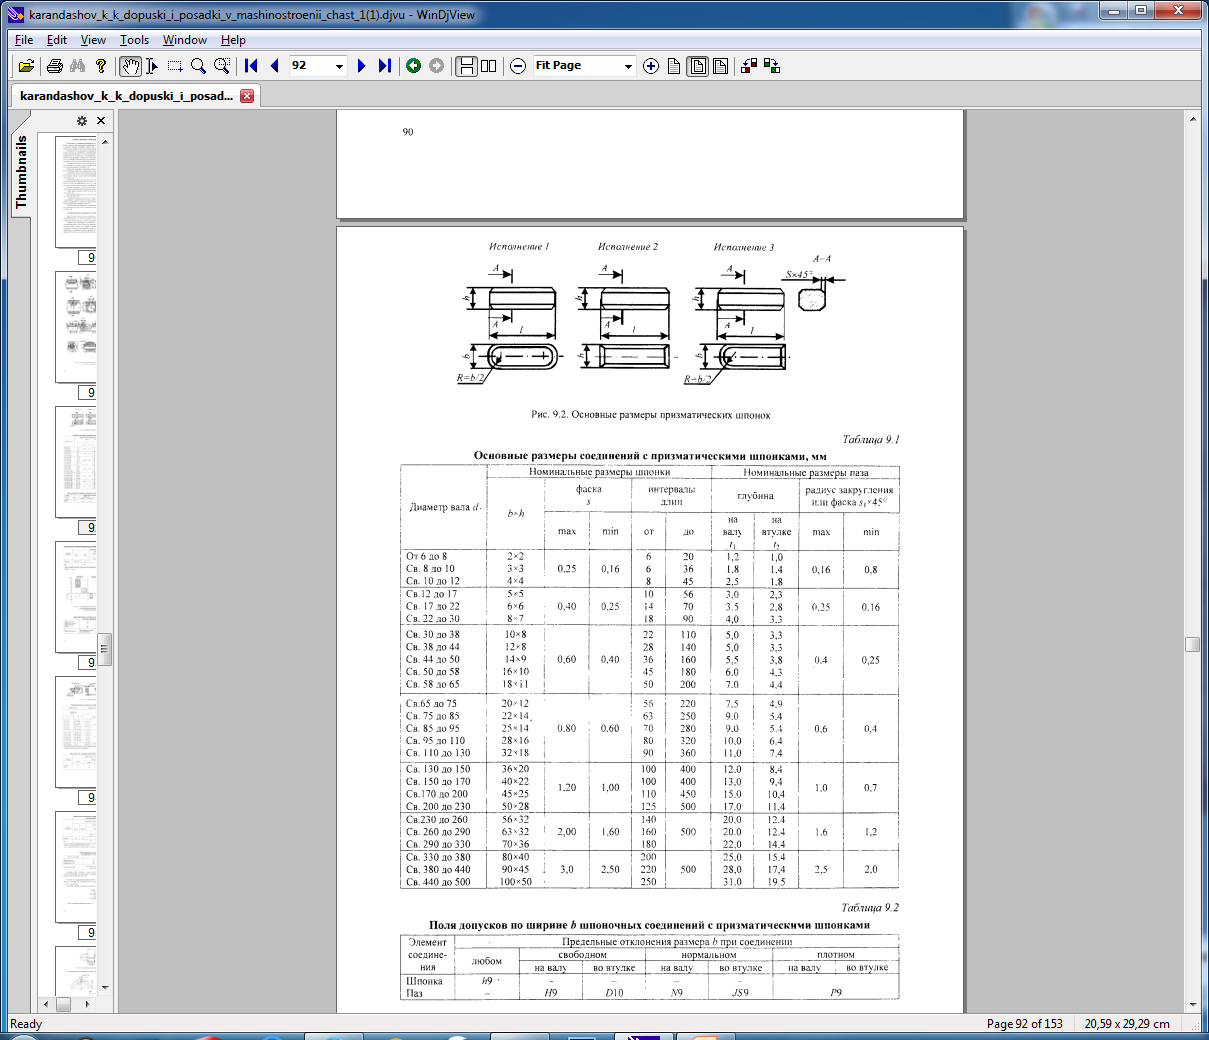 karandashov_k_k_dopuski_i_posadki_v_mashinostroenii_chast_1(1).djvu - WinDjView
File Edit View Tools Window Help
92 Fit Page
karandashov_k_k_dopuski_i_posad...
Thumbnails
90
Исполнение 1 Исполнение 2 Исполнение 3
A–A
S×45°
A A A
h h h
A A A
l l l
b b b
R=b/2 R=b/2
Рис. 9.2. Основные размеры призматических шпонок
Таблица 9.1
Основные размеры соединений с призматическими шпонками, мм
Диаметр вала d Номинальные размеры шпонки Номинальные размеры паза
b×h фаска s интервалы длин глубина радиус закругления или фаска s₁×45°
max min от до на валу t₁ на втулке t₂ max min
От 6 до 8 2×2 6 20 1,2 1,0
Св. 8 до 10 3×3 0.25 0,16 6 36 1.8 1.4 0,16 0,8
Св. 10 до 12 4×4 8 45 2,5 1,8
Св.12 до 17 5×5 10 56 3.0 2,3
Св. 17 до 22 6×6 0,40 0,25 14 70 3.5 2,8 0.25 0.16
Св. 22 до 30 8×7 18 90 4,0 3,3
Св. 30 до 38 10×8 22 110 5,0 3,3
Св. 38 до 44 12×8 28 140 5,0 3,3
Св. 44 до 50 14×9 0,60 0,40 36 160 5,5 3,8 0.4 0,25
Св. 50 до 58 16×10 45 180 6.0 4.3
Св. 58 до 65 18×11 50 200 7.0 4,4
Св.65 до 75 20×12 56 220 7.5 4,9
Св. 75 до 85 22×14 63 250 9.0 5.4
Св. 85 до 95 25×14 0.80 0.60 70 280 9.0 5.4 0.6 0,4
Св. 95 до 110 28×16 80 320 10,0 6,4
Св. 110 до 130 32×18 90 360 11,0 7.4
Св. 130 до 150 36×20 100 400 12.0 8,4
Св. 150 до 170 40×22 1.20 1,00 100 400 13,0 9,4 1,0 0,7
Св.170 до 200 45×25 110 450 15.0 10,4
Св. 200 до 230 50×28 125 500 17.0 11,4
Св.230 до 260 56×32 140 20.0 12.4
Св. 260 до 290 63×32 2,00 1,60 160 500 20.0 12.4 1.6 1,2
Св. 290 до 330 70×36 180 22,0 14.4
Св. 330 до 380 80×40 200 25,0 15.4
Св. 380 до 440 90×45 3,0 2,50 220 500 28,0 17,4 2,5 2,0
Св. 440 до 500 100×50 250 31.0 19.5
Таблица 9.2
Поля допусков по ширине b шпоночных соединений с призматическими шпонками
Элемент соединения Предельные отклонения размера b при соединении
любом свободном нормальном плотном
на валу во втулке на валу во втулке на валу во втулке
Шпонка h9 – – – –
Паз – H9 D10 N9 JS9 P9
Ready Page 92 of 153 20,59 x 29,29 cm